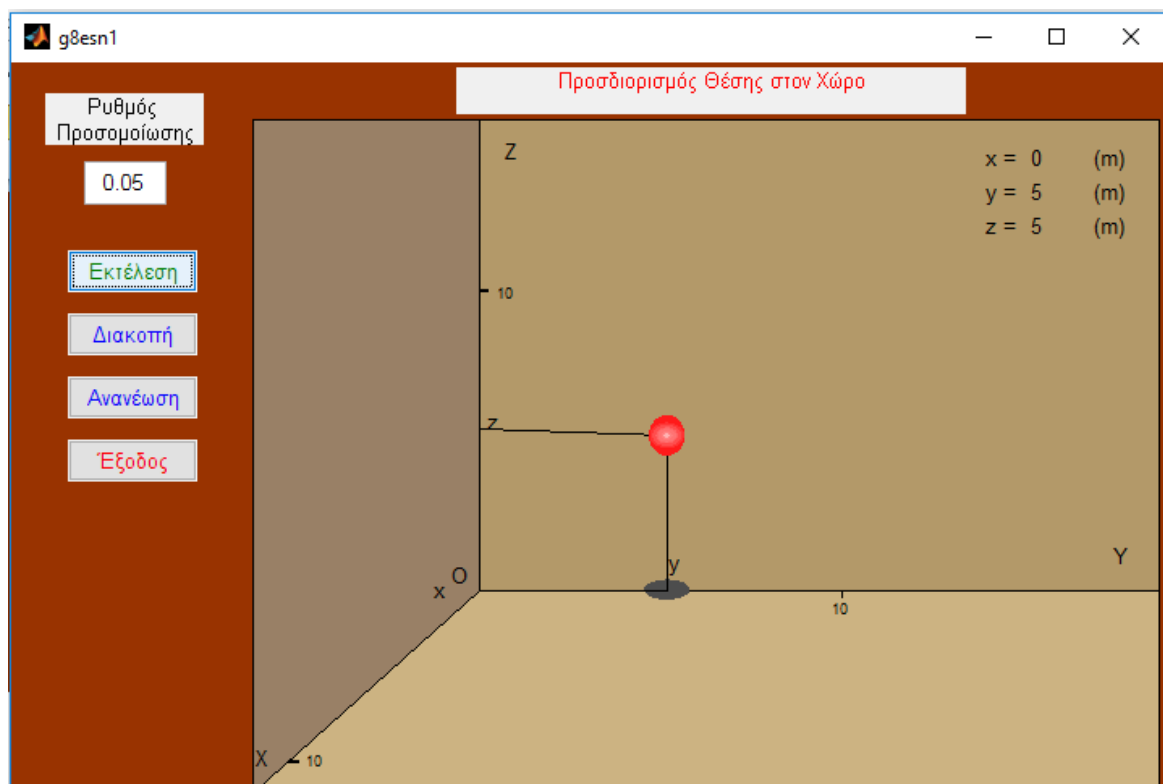 g8esn1
Προσδιορισμός Θέσης στον Χώρο
Ρυθμός
Προσομοίωσης
0.05
Εκτέλεση
Διακοπή
Ανανέωση
Έξοδος
Z
x = 0 (m)
y = 5 (m)
z = 5 (m)
10
z
y
Y
O
x
10
X
10